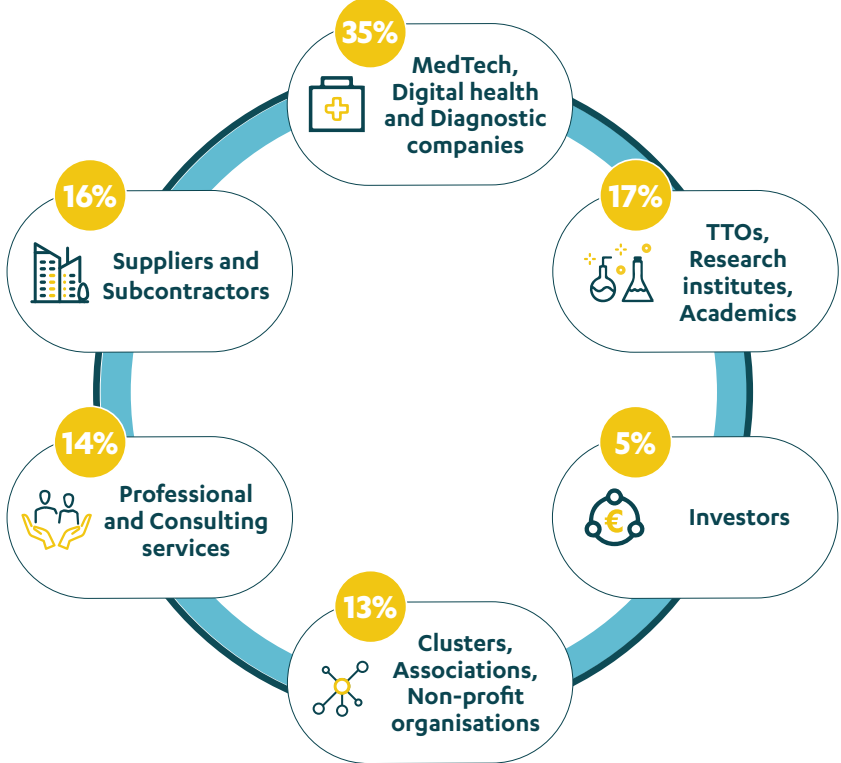 35%
MedTech,
Digital health
and Diagnostic
companies
17%
TTOs,
Research
institutes,
Academics
5%
€
Investors
13%
Clusters,
Associations,
Non-profit
organisations
14%
Professional
and Consulting
services
16%
Suppliers and
Subcontractors